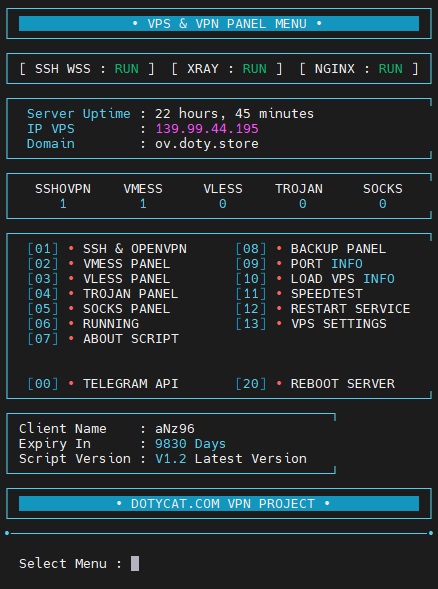 • VPS & VPN PANEL MENU •
[ SSH WSS : RUN ] [ XRAY : RUN ] [ NGINX : RUN ]
Server Uptime : 22 hours, 45 minutes
IP VPS : 139.99.44.195
Domain : ov.doty.store
SSHOVPN VMESS VLESS TROJAN SOCKS
1 1 0 0 0
[01] • SSH & OPENVPN [08] • BACKUP PANEL
[02] • VMESS PANEL [09] • PORT INFO
[03] • VLESS PANEL [10] • LOAD VPS INFO
[04] • TROJAN PANEL [11] • SPEEDTEST
[05] • SOCKS PANEL [12] • RESTART SERVICE
[06] • RUNNING [13] • VPS SETTINGS
[07] • ABOUT SCRIPT
[00] • TELEGRAM API [20] • REBOOT SERVER
Client Name : aNz96
Expiry In : 9830 Days
Script Version : V1.2 Latest Version
• DOTYCAT.COM VPN PROJECT •
Select Menu :